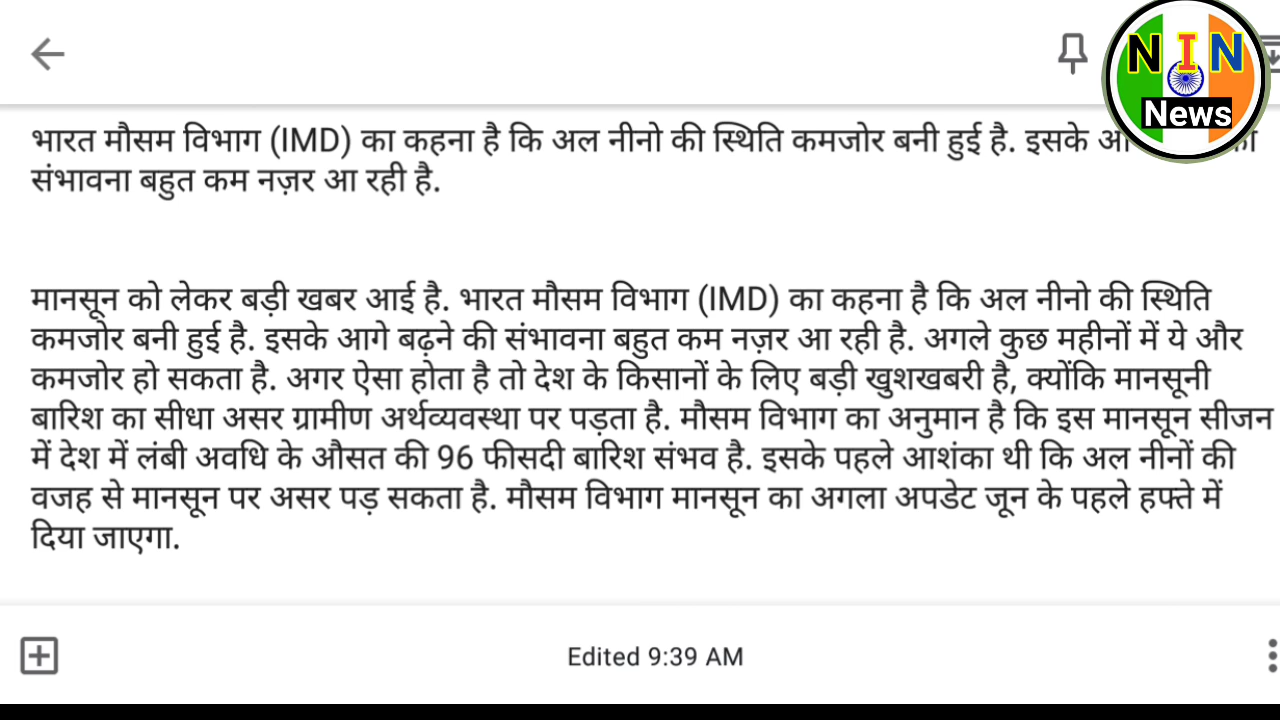 N I N
News
भारत मौसम विभाग (IMD) का कहना है कि अल नीनो की स्थिति कमजोर बनी हुई है. इसके
संभावना बहुत कम नज़र आ रही है.
मानसून को लेकर बड़ी खबर आई है. भारत मौसम विभाग (IMD) का कहना है कि अल नीनो की स्थिति
कमजोर बनी हुई है. इसके आगे बढ़ने की संभावना बहुत कम नज़र आ रही है. अगले कुछ महीनों में ये और
कमजोर हो सकता है. अगर ऐसा होता है तो देश के किसानों के लिए बड़ी खुशखबरी है, क्योंकि मानसूनी
बारिश का सीधा असर ग्रामीण अर्थव्यवस्था पर पड़ता है. मौसम विभाग का अनुमान है कि इस मानसून सीजन
में देश में लंबी अवधि के औसत की 96 फीसदी बारिश संभव है. इसके पहले आशंका थी कि अल नीनों की
वजह से मानसून पर असर पड़ सकता है. मौसम विभाग मानसून का अगला अपडेट जून के पहले हफ्ते में
दिया जाएगा.
Edited 9:39 AM